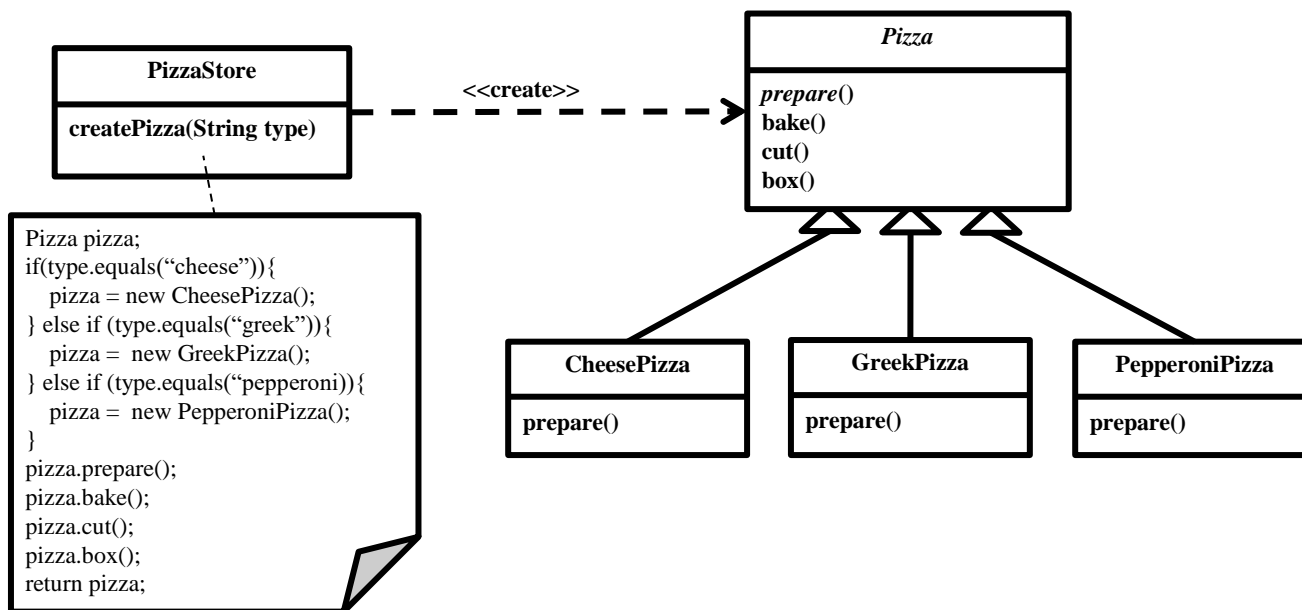 PizzaStore
createPizza(String type)
<<create>>
Pizza
prepare()
bake()
cut()
box()
Pizza pizza;
if(type.equals(“cheese”)){
pizza = new CheesePizza();
} else if (type.equals(“greek”)){
pizza =  new GreekPizza();
} else if (type.equals(“pepperoni)){
pizza =  new PepperoniPizza();
}
pizza.prepare();
pizza.bake();
pizza.cut();
pizza.box();
return pizza;
CheesePizza
prepare()
GreekPizza
prepare()
PepperoniPizza
prepare()